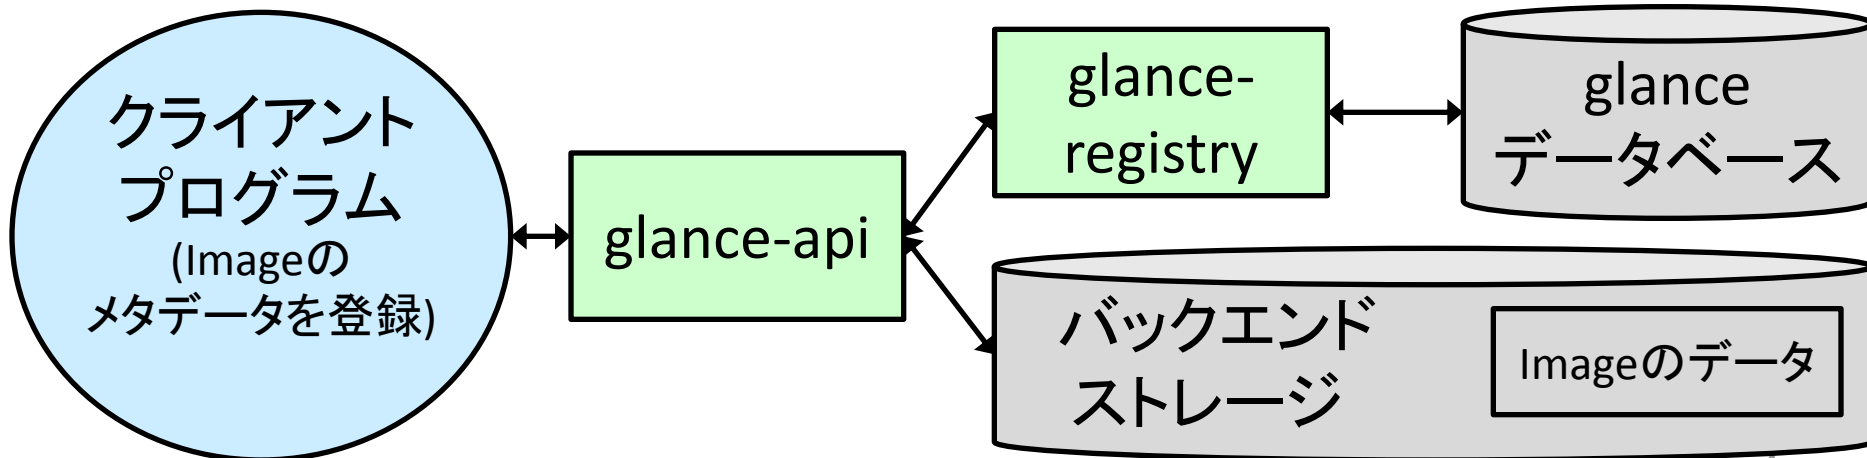 クライアント
プログラム
(Imageの
メタデータを登録)
glance-api
glance-
registry
glance
データベース
バックエンド
ストレージ
Imageのデータ